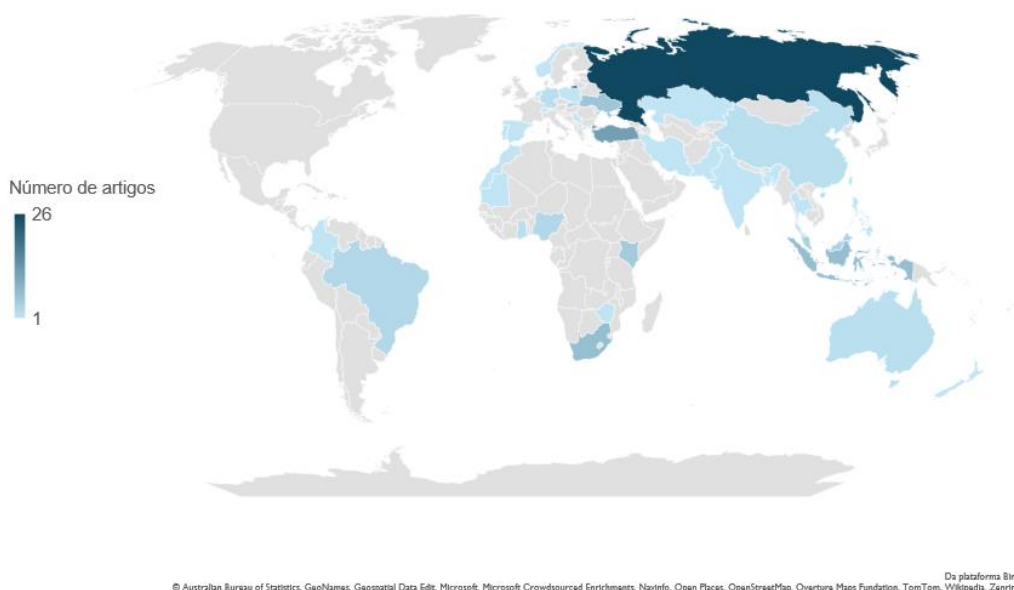 Número de artigos
26
1
Da plataforma Bin
© Australian Bureau of Statistics, GeoNames, Geospatial Data Edit, Microsoft, Microsoft Crowdsourced Enrichments, Navinfo, Open Places, OpenStreetMap, Overture Maps Fundation, TomTom, Wikipedia, Zenrin